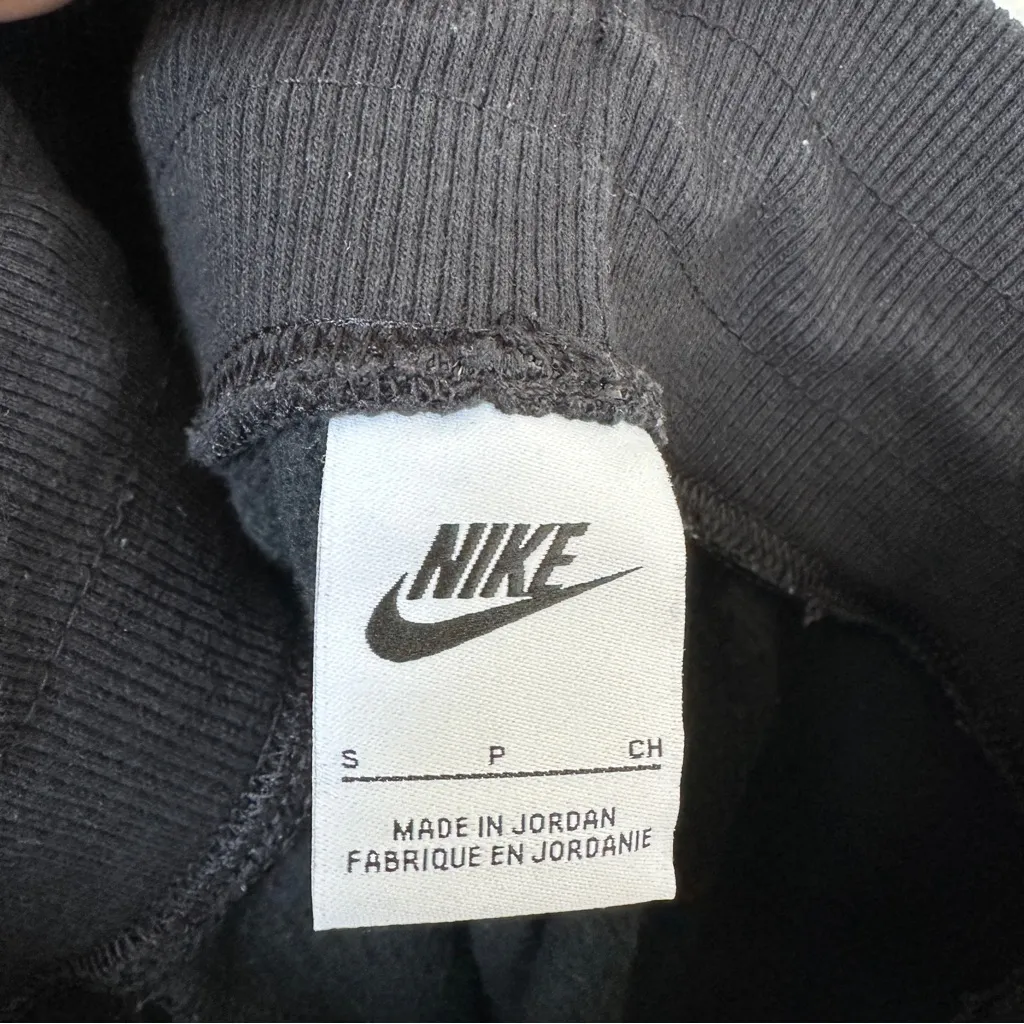 NIKE
S P CH
MADE IN JORDAN
FABRIQUE EN JORDANIE